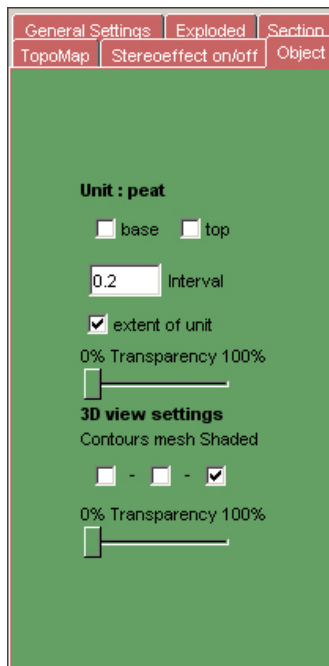 General Settings Exploded Section
TopoMap Stereoeffect on/off Object
Unit : peat
base top
0.2 Interval
extent of unit
0% Transparency 100%
3D view settings
Contours mesh Shaded
- -
0% Transparency 100%